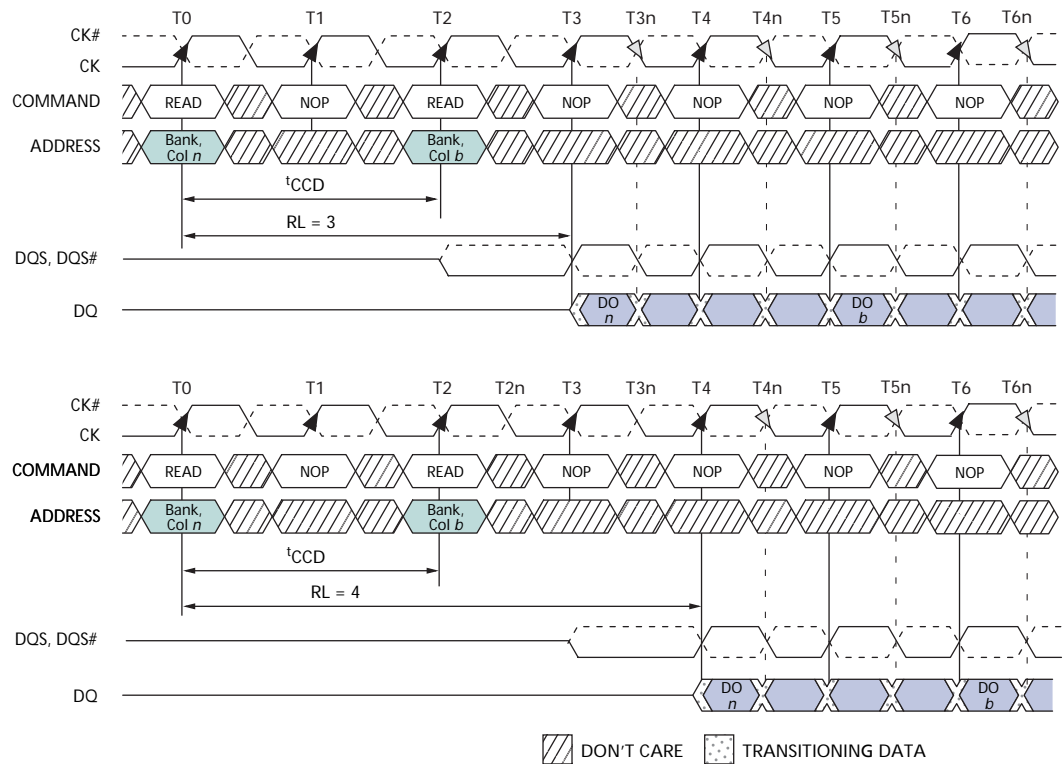 T0 T1 T2 T3 T3n T4 T4n T5 T5n T6 T6n
CK#
CK
COMMAND READ NOP READ NOP NOP NOP NOP
ADDRESS Bank, Col n Bank, Col b
tCCD
RL = 3
DQS, DQS#
DQ DO n DO b
T0 T1 T2 T2n T3 T3n T4 T4n T5 T5n T6 T6n
CK#
CK
COMMAND READ NOP READ NOP NOP NOP NOP
ADDRESS Bank, Col n Bank, Col b
tCCD
RL = 4
DQS, DQS#
DQ DO n DO b
DON'T CARE TRANSITIONING DATA